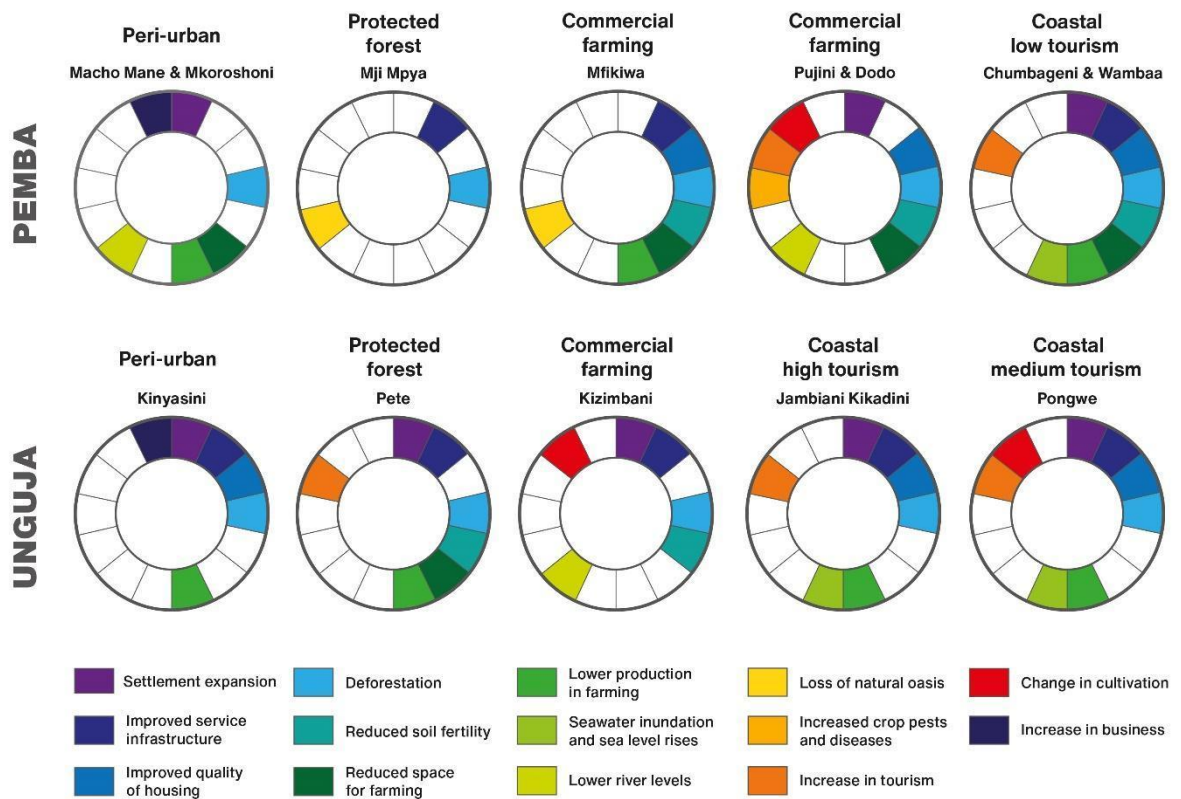 PEMBA
Peri-urban
Macho Mane & Mkoroshoni
Protected
forest
Mji Mpya
Commercial
farming
Mfikiwa
Commercial
farming
Pujini & Dodo
Coastal
low tourism
Chumbageni & Wambaa
UNGUJA
Peri-urban
Kinyasini
Protected
forest
Pete
Commercial
farming
Kizimbani
Coastal
high tourism
Jambiani Kikadini
Coastal
medium tourism
Pongwe
Settlement expansion
Improved service
infrastructure
Improved quality
of housing
Deforestation
Reduced soil fertility
Reduced space
for farming
Lower production
in farming
Seawater inundation
and sea level rises
Lower river levels
Loss of natural oasis
Increased crop pests
and diseases
Increase in tourism
Change in cultivation
Increase in business